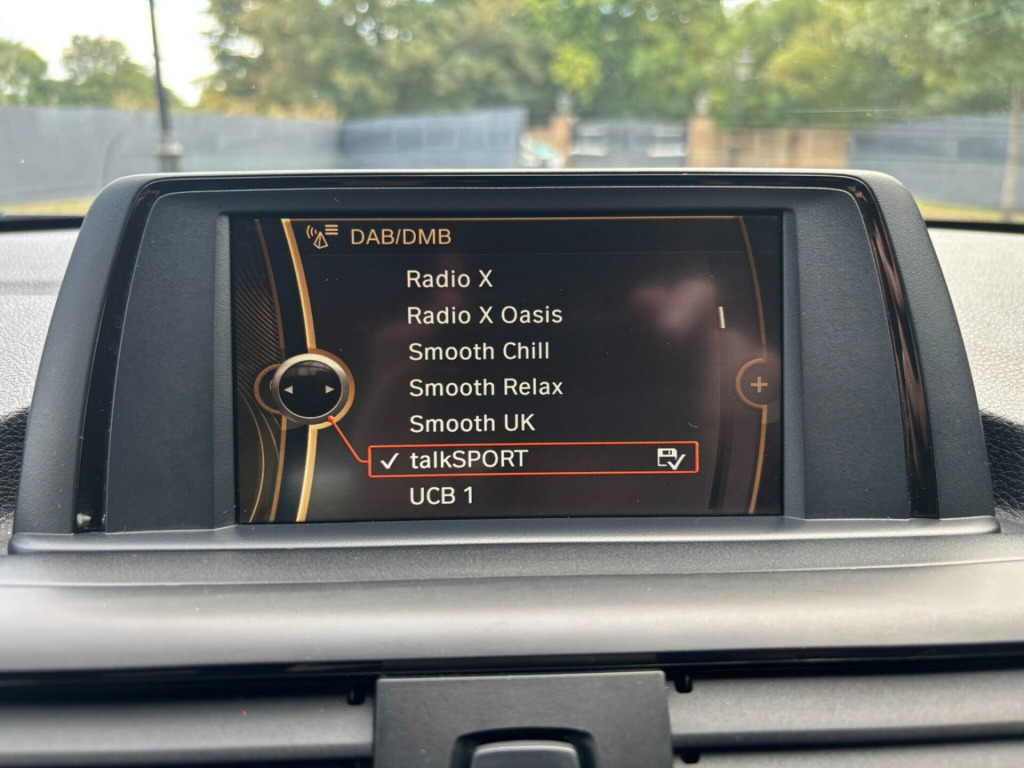 DAB/DMB
Radio X
Radio X Oasis
Smooth Chill
Smooth Relax
Smooth UK
talkSPORT
UCB 1